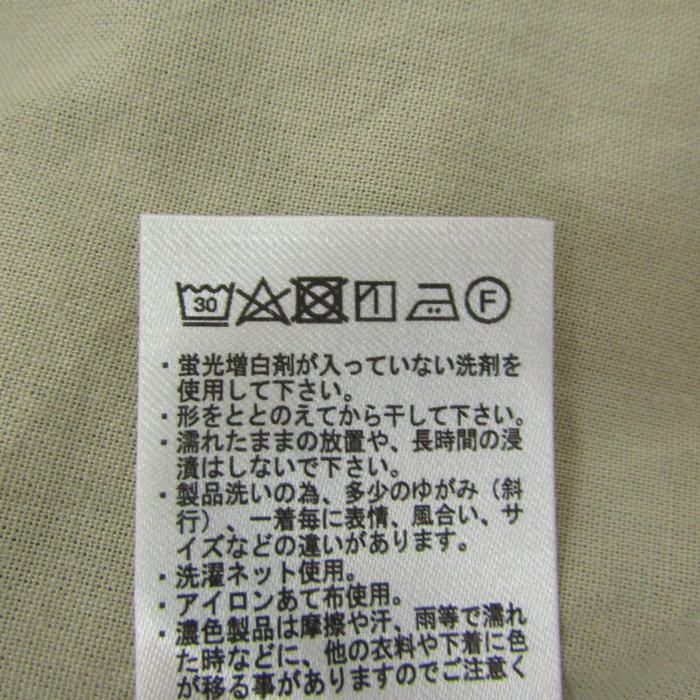 30 F
・蛍光増白剤が入っていない洗剤を
使用して下さい。
・形をととのえてから干して下さい。
・濡れたままの放置や、長時間の浸
漬はしないで下さい。
・製品洗いの為、多少のゆがみ（斜
行）、一着毎に表情、風合い、サ
イズなどの違いがあります。
・洗濯ネット使用。
・アイロンあて布使用。
・濃色製品は摩擦や汗、雨等で濡れ
た時などに、他の衣料や下着に色
が移る事がありますのでご注意く